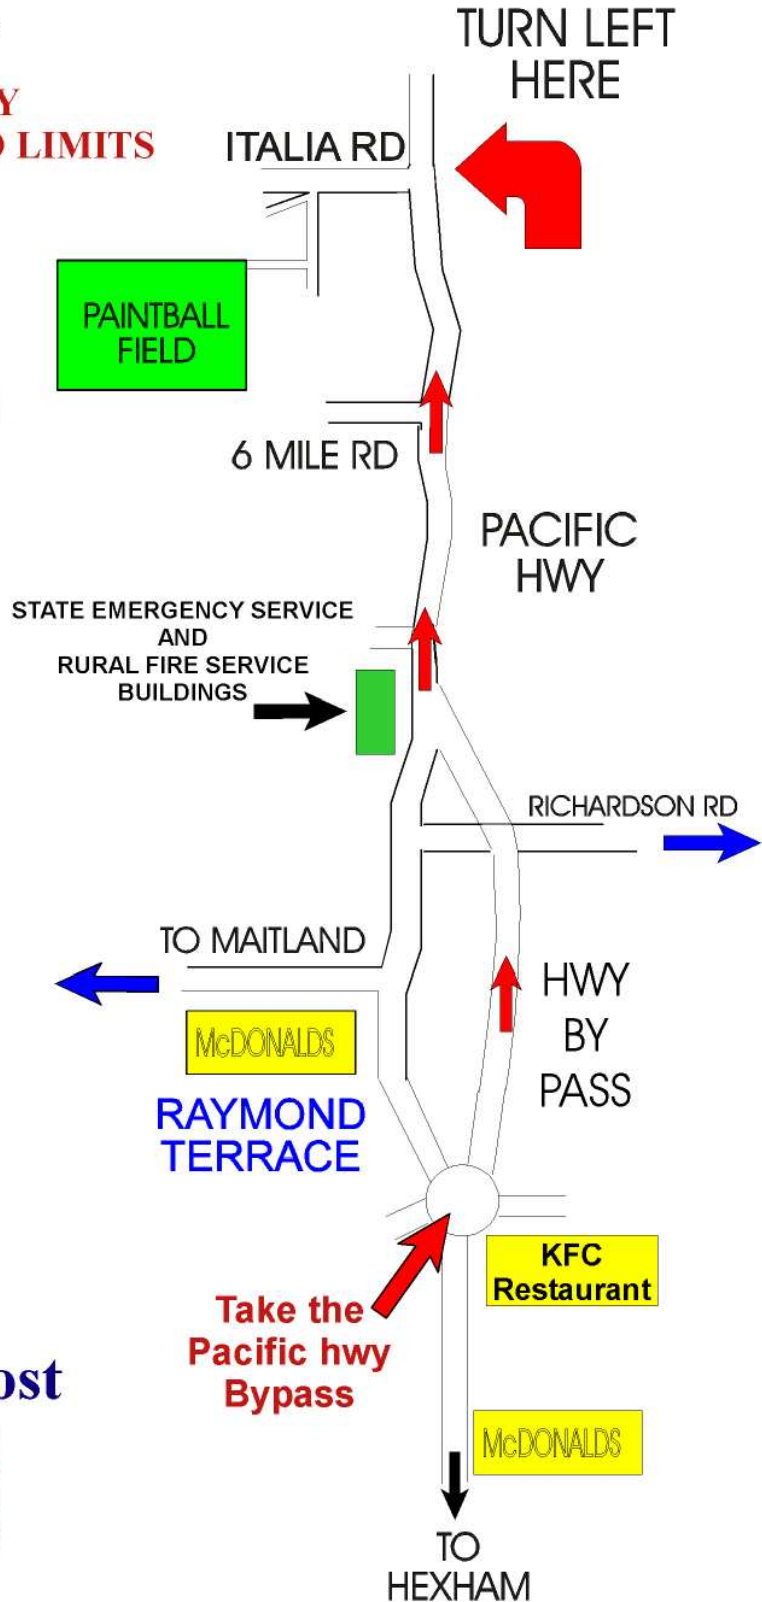 TURN LEFT
HERE
Y
LIMITS
ITALIA RD
PAINTBALL
FIELD
6 MILE RD
PACIFIC
HWY
STATE EMERGENCY SERVICE
AND
RURAL FIRE SERVICE
BUILDINGS
RICHARDSON RD
TO MAITLAND
McDONALDS
HWY
BY
PASS
RAYMOND
TERRACE
KFC
Restaurant
Take the
Pacific hwy
Bypass
ost
McDONALDS
TO
HEXHAM